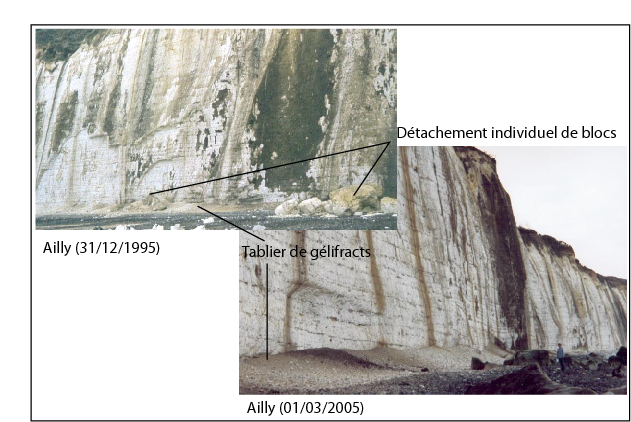 Détachement individuel de blocs
Ailly (31/12/1995)
Tablier de gélifracts
Ailly (01/03/2005)